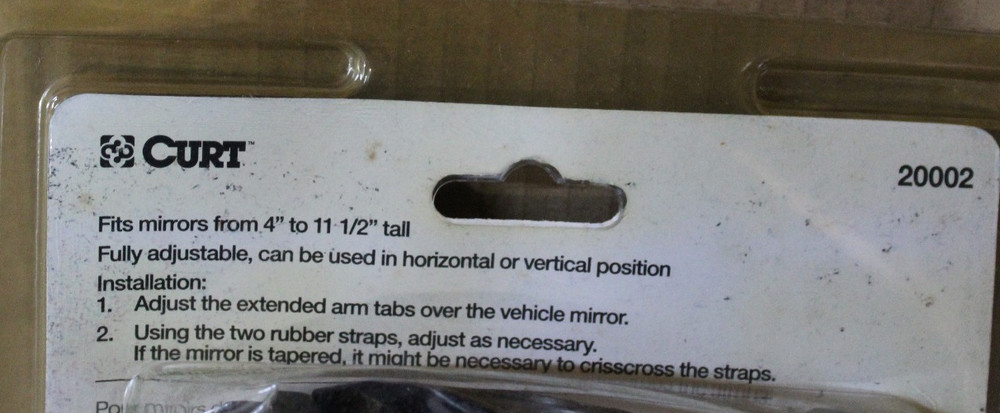 CURT™
20002
Fits mirrors from 4” to 11 1/2” tall
Fully adjustable, can be used in horizontal or vertical position
Installation:
1. Adjust the extended arm tabs over the vehicle mirror.
2. Using the two rubber straps, adjust as necessary.
If the mirror is tapered, it might be necessary to crisscross the straps.